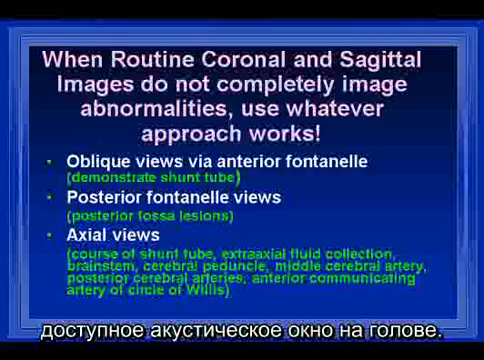 When Routine Coronal and Sagittal
Images do not completely image
abnormalities, use whatever
approach works!
• Oblique views via anterior fontanelle
(demonstrate shunt tube)
• Posterior fontanelle views
(posterior fossa lesions)
• Axial views
(course of shunt tube, extraaxial fluid collection,
brainstem, cerebral peduncle, middle cerebral artery,
posterior cerebral arteries, anterior communicating
artery of circle of Willis)
доступное акустическое окно на голове.